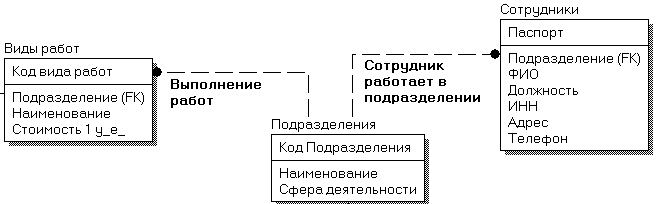 Виды работ
Код вида работ
Подразделение (FK)
Наименование
Стоимость 1 у_е_
Выполнение
работ
Подразделения
Код Подразделения
Наименование
Сфера деятельности
Сотрудник
работает в
подразделении
Сотрудники
Паспорт
Подразделение (FK)
ФИО
Должность
ИНН
Адрес
Телефон